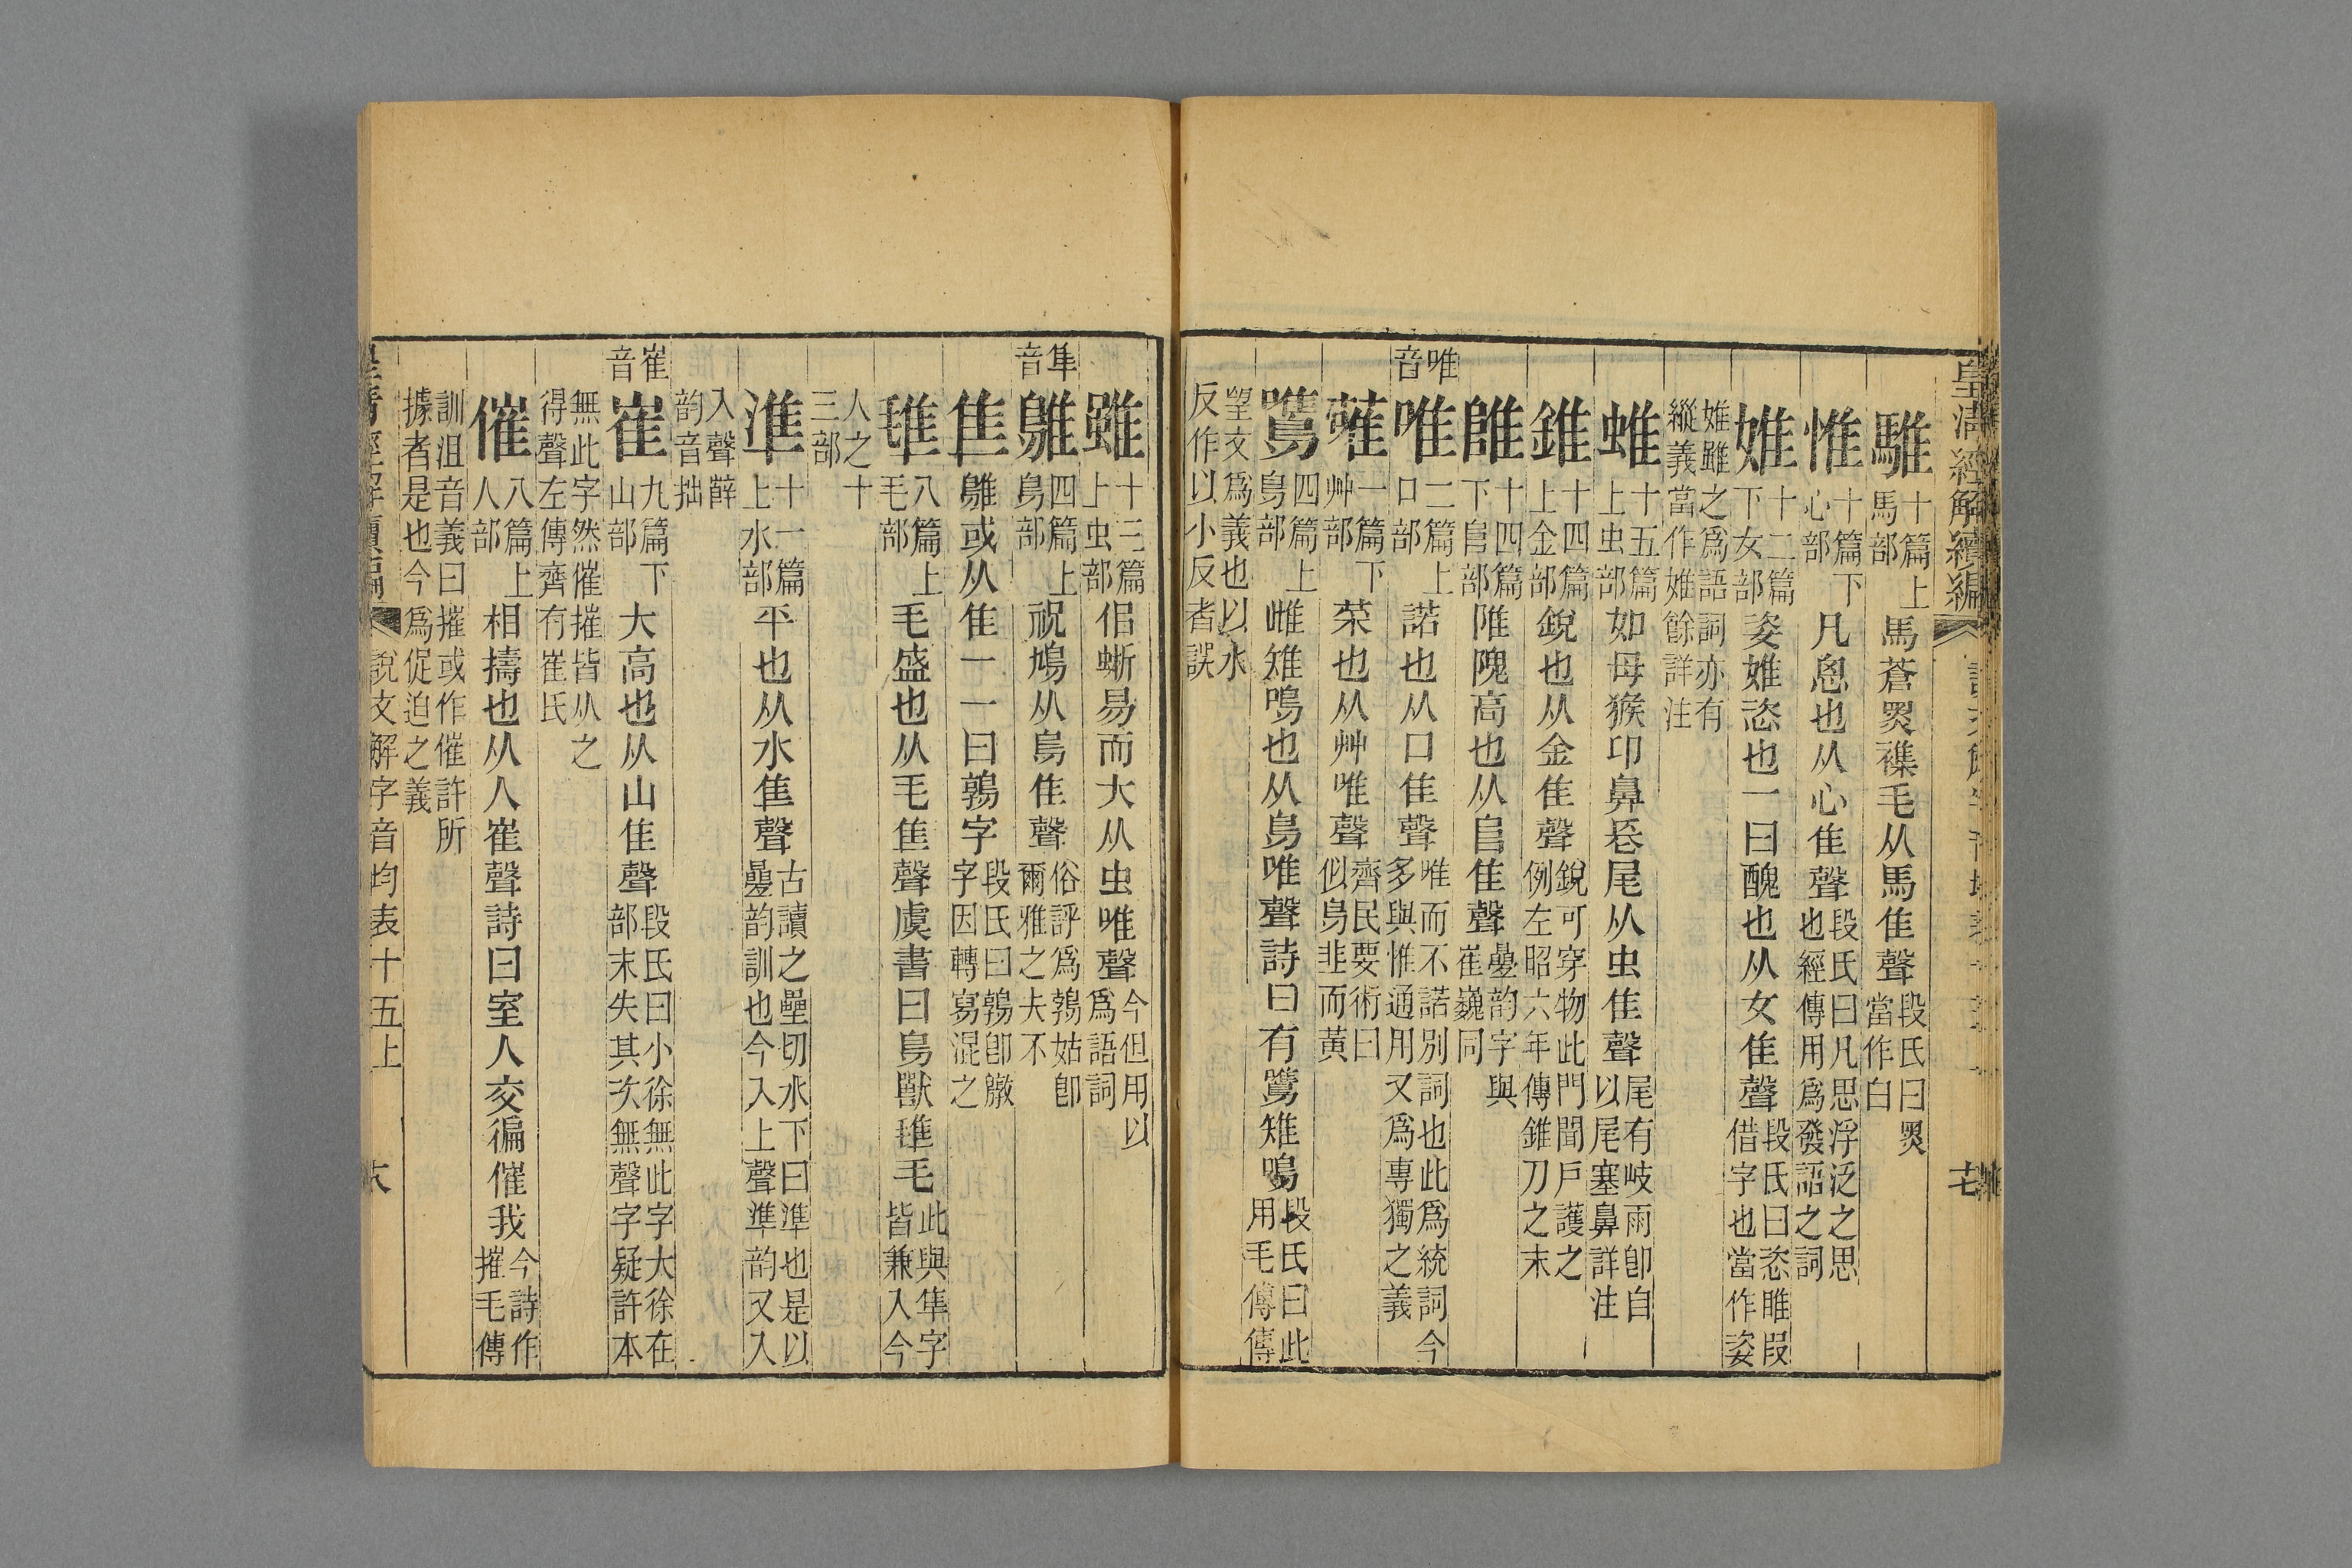 皇清經解續編
七
騅十篇上馬部馬蒼𪑓襍毛从馬隹聲段氏曰𪑓當作白
惟十篇下心部凡思也从心隹聲段氏曰凡思浮泛之思也經傳用爲發語之詞
婎十二篇下女部姿婎恣也一曰醜也从女隹聲段氏曰恣睢叚借字也當作姿
婎雖之爲語詞亦有縱義當作婎餘詳注
蜼十五篇上虫部如母猴卬鼻長尾从虫隹聲尾有岐雨卽自以尾塞鼻詳注
錐十四篇上金部銳也从金隹聲銳可穿物此門聞戸護之例左昭六年傳錐刀之末
陮十四篇下𨸏部陮隗高也从𨸏隹聲㬪韵字與崔巍同
唯音
唯二篇上口部諾也从口隹聲唯而不諾別詞也此爲統詞今多與惟通用又爲專獨之義
蓶一篇下艸部菜也从艸唯聲齊民要術曰似烏韭而黃
鷕四篇上鳥部雌雉鳴也从鳥唯聲詩曰有鷕雉鳴段氏曰此用毛傳傳
望文爲義也以水反作以小反者誤
雖十三篇上虫部似蜥易而大从虫唯聲今但用以爲語詞
隼音
鵻四篇上鳥部祝鳩从鳥隹聲俗評爲鶉姑卽爾雅之夫不
隼鵻或从隹一一曰鶉字段氏曰鶉卽䳰字因轉寫混之
𣯍八篇上毛部毛盛也从毛隼聲虞書曰鳥獸𣯍毛此與隼字皆兼入今
人之十三部
準十一篇上水部平也从水隼聲古讀之壘切水下曰準也是以㬪韵訓也今入上聲準韵又入
入聲薛韵音拙
崔音
崔九篇下山部大高也从山隹聲段氏曰小徐無此字大徐在部末失其次無聲字疑許本
無此字然催摧皆从之得聲左傳齊有崔氏
催八篇上人部相擣也从人崔聲詩曰室人交徧催我今詩作摧毛傳
訓沮音義曰摧或作催許所據者是也今爲促迫之義
說文解字音均表十五上